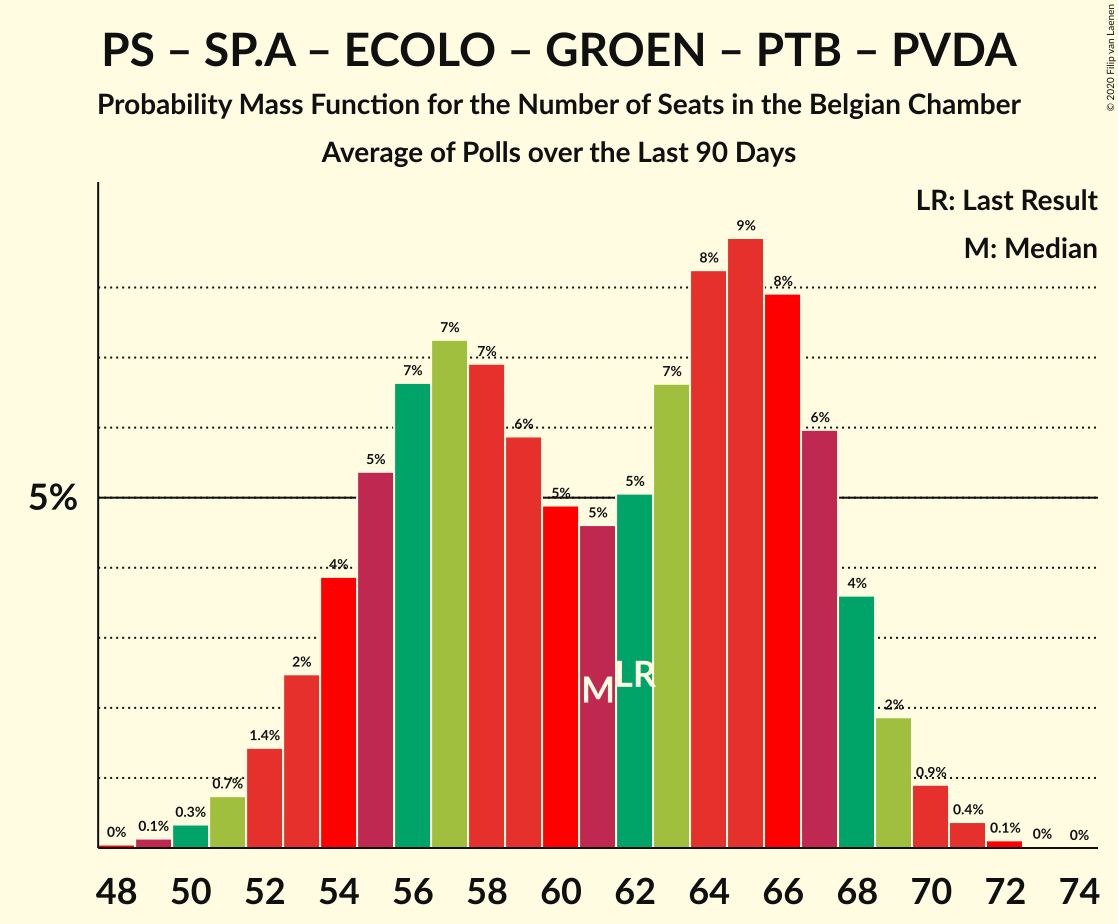 PS – SP.A – ECOLO – GROEN – PTB – PVDA
Probability Mass Function for the Number of Seats in the Belgian Chamber
Average of Polls over the Last 90 Days
© 2020 Filip van Laenen
LR: Last Result
M: Median
5%
0% 0.1% 0.3% 0.7% 1.4% 2% 4% 5% 7% 7% 7% 6% 5% 5% 5% 7% 8% 9% 8% 6% 4% 2% 0.9% 0.4% 0.1% 0% 0%
M LR
48 50 52 54 56 58 60 62 64 66 68 70 72 74